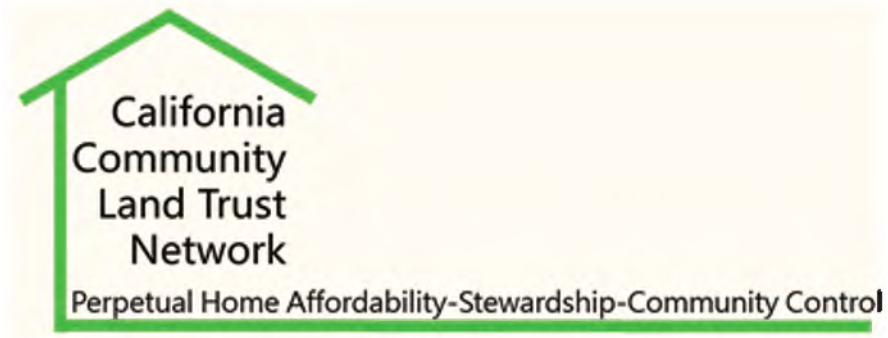 California
Community
Land Trust
Network
Perpetual Home Affordability-Stewardship-Community Control